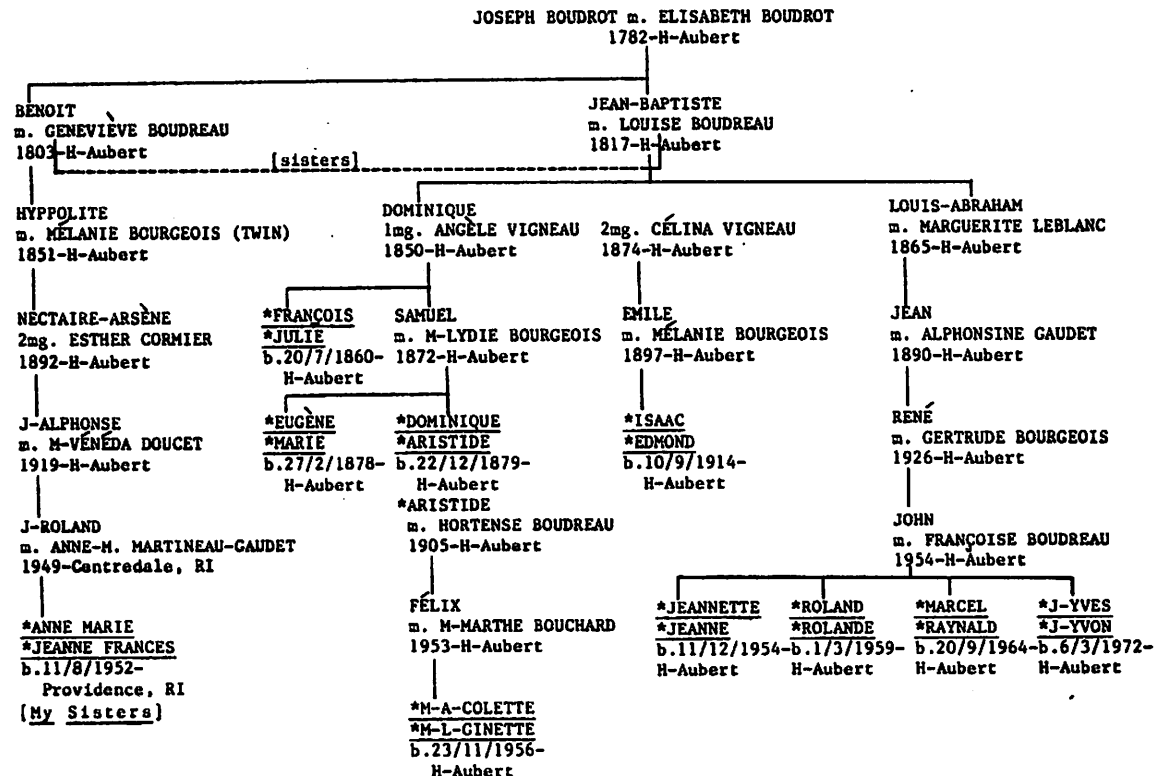 JOSEPH BOUDROT m. ELISABETH BOUDROT
1782-H-Aubert
BENOIT
m. GENEVIÈVE BOUDREAU
1803-H-Aubert
JEAN-BAPTISTE
m. LOUISE BOUDREAU
1817-H-Aubert
[sisters]
HYPPOLITE
m. MÉLANIE BOURGEOIS (TWIN)
1851-H-Aubert
DOMINIQUE
1mg. ANGÈLE VIGNEAU
1850-H-Aubert
2mg. CÉLINA VIGNEAU
1874-H-Aubert
LOUIS-ABRAHAM
m. MARGUERITE LEBLANC
1865-H-Aubert
NECTAIRE-ARSÈNE
2mg. ESTHER CORMIER
1892-H-Aubert
*FRANÇOIS
*JULIE
b.20/7/1860-
H-Aubert
SAMUEL
m. M-LYDIE BOURGEOIS
1872-H-Aubert
EMILE
m. MÉLANIE BOURGEOIS
1897-H-Aubert
JEAN
m. ALPHONSINE GAUDET
1890-H-Aubert
J-ALPHONSE
m. M-VÉNÉDA DOUCET
1919-H-Aubert
*EUGÈNE
*MARIE
b.27/2/1878-
H-Aubert
*DOMINIQUE
*ARISTIDE
b.22/12/1879-
H-Aubert
*ISAAC
*EDMOND
b.10/9/1914-
H-Aubert
RENÉ
m. GERTRUDE BOURGEOIS
1926-H-Aubert
J-ROLAND
m. ANNE-M. MARTINEAU-GAUDET
1949-Centredale, RI
*ARISTIDE
m. HORTENSE BOUDREAU
1905-H-Aubert
JOHN
m. FRANÇOISE BOUDREAU
1954-H-Aubert
*ANNE MARIE
*JEANNE FRANCES
b.11/8/1952-
Providence, RI
[My Sisters]
FÉLIX
m. M-MARTHE BOUCHARD
1953-H-Aubert
*JEANNETTE
*JEANNE
b.11/12/1954-
H-Aubert
*ROLAND
*ROLANDE
b.1/3/1959-
H-Aubert
*MARCEL
*RAYNALD
b.20/9/1964-
H-Aubert
*J-YVES
*J-YVON
b.6/3/1972-
H-Aubert
*M-A-COLETTE
*M-L-GINETTE
b.23/11/1956-
H-Aubert